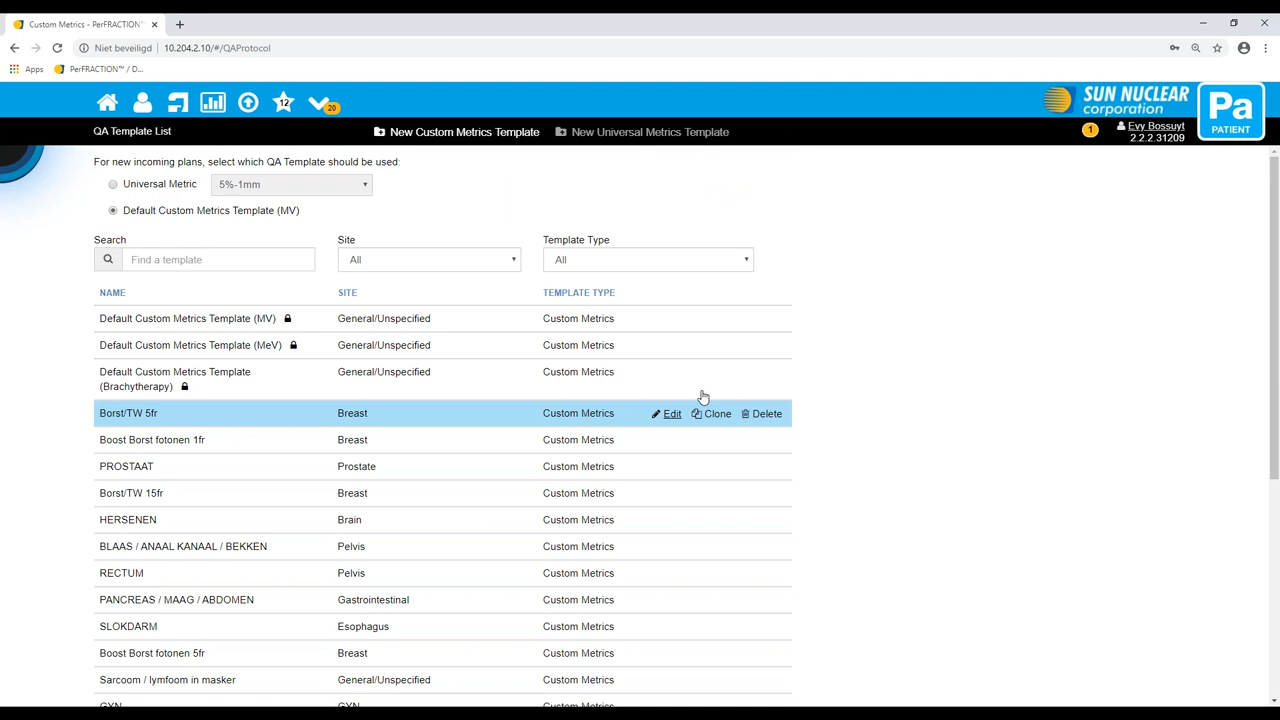 Custom Metrics - PerFRACTION™
Niet beveiligd | 10.204.2.10/#/QAProtocol
Apps PerFRACTION™ / D...
12 20
SUN NUCLEAR
corporation
Pa
PATIENT
QA Template List New Custom Metrics Template New Universal Metrics Template 1 Evy Bossuyt
2.2.2.31209
For new incoming plans, select which QA Template should be used:
Universal Metric 5%-1mm
Default Custom Metrics Template (MV)
Search Site Template Type
Find a template All All
NAME SITE TEMPLATE TYPE
Default Custom Metrics Template (MV) General/Unspecified Custom Metrics
Default Custom Metrics Template (MeV) General/Unspecified Custom Metrics
Default Custom Metrics Template General/Unspecified Custom Metrics
(Brachytherapy)
Borst/TW 5fr Breast Custom Metrics Edit Clone Delete
Boost Borst fotonen 1fr Breast Custom Metrics
PROSTAAT Prostate Custom Metrics
Borst/TW 15fr Breast Custom Metrics
HERSENEN Brain Custom Metrics
BLAAS / ANAAL KANAAL / BEKKEN Pelvis Custom Metrics
RECTUM Pelvis Custom Metrics
PANCREAS / MAAG / ABDOMEN Gastrointestinal Custom Metrics
SLOKDARM Esophagus Custom Metrics
Boost Borst fotonen 5fr Breast Custom Metrics
Sarcoom / lymfoom in masker General/Unspecified Custom Metrics
GYN GYN Custom Metrics